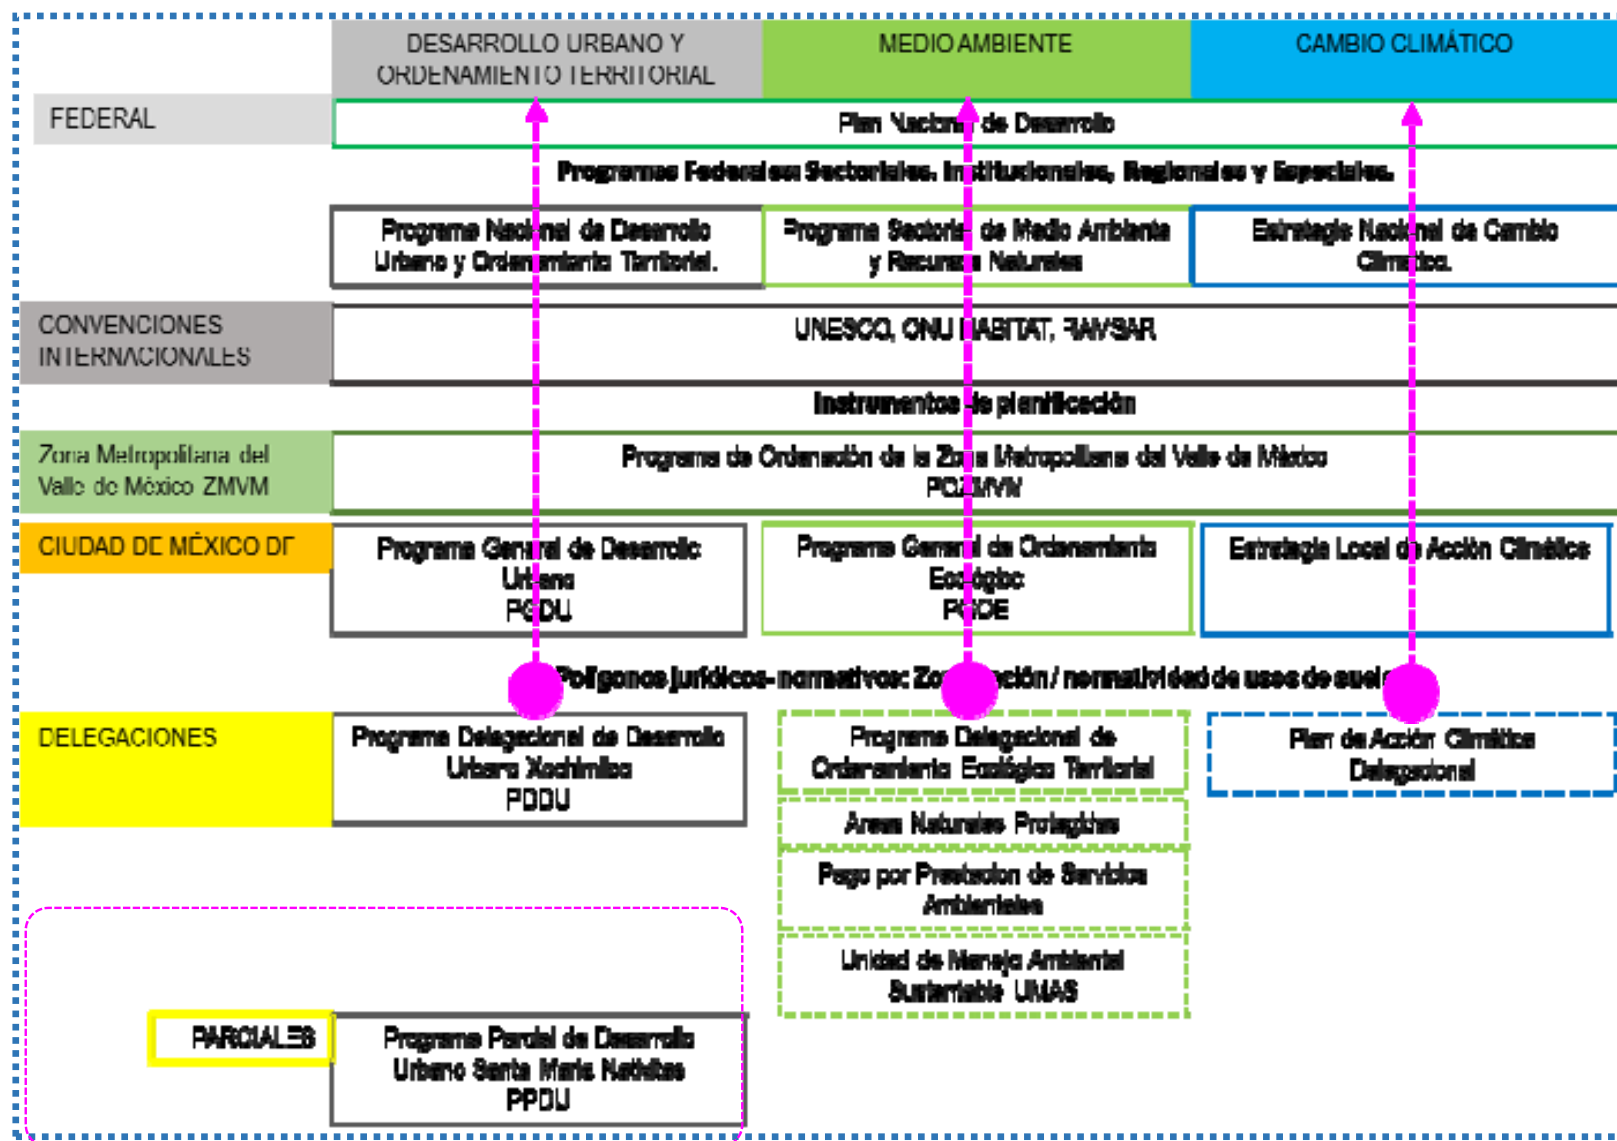 DESARROLLO URBANO Y
ORDENAMIENTO TERRITORIAL
MEDIO AMBIENTE
CAMBIO CLIMÁTICO
FEDERAL
Plan Nacional de Desarrollo
Programas Federales: Sectoriales, Institucionales, Regionales y Especiales.
Programa Nacional de Desarrollo
Urbano y Ordenamiento Territorial.
Programa Sectorial de Medio Ambiente
y Recursos Naturales
Estrategia Nacional de Cambio
Climático.
CONVENCIONES
INTERNACIONALES
UNESCO, ONU HABITAT, RAMSAR
Instrumentos de planificación
Zona Metropolitana del
Valle de México ZMVM
Programa de Ordenación de la Zona Metropolitana del Valle de México
POZMVM
CIUDAD DE MÉXICO DF
Programa General de Desarrollo
Urbano
PGDU
Programa General de Ordenamiento
Ecológico
PGOE
Estrategia Local de Acción Climática
Polígonos jurídicos- normativos: Zonificación / normatividad de usos de suelo
DELEGACIONES
Programa Delegacional de Desarrollo
Urbano Xochimilco
PDDU
Programa Delegacional de
Ordenamiento Ecológico Territorial
Plan de Acción Climática
Delegacional
Areas Naturales Protegidas
Pago por Prestacion de Servicios
Ambientales
Unidad de Manejo Ambiental
Sustentable UMAS
PARCIALES
Programa Parcial de Desarrollo
Urbano Santa Maria Nativitas
PPDU